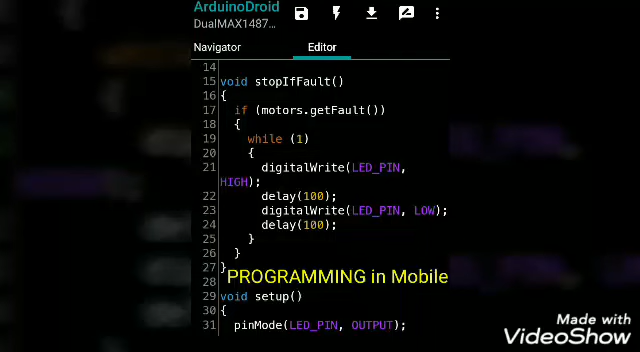 ArduinoDroid
DualMAX1487...
Navigator
Editor
14
15 void stopIfFault()
16 {
17 if (motors.getFault())
18 {
19 while (1)
20 {
21 digitalWrite(LED_PIN,
HIGH);
22 delay(100);
23 digitalWrite(LED_PIN, LOW);
24 delay(100);
25 }
26 }
27 }
28
PROGRAMMING in Mobile
29 void setup()
30 {
31 pinMode(LED_PIN, OUTPUT);
Made with
VideoShow